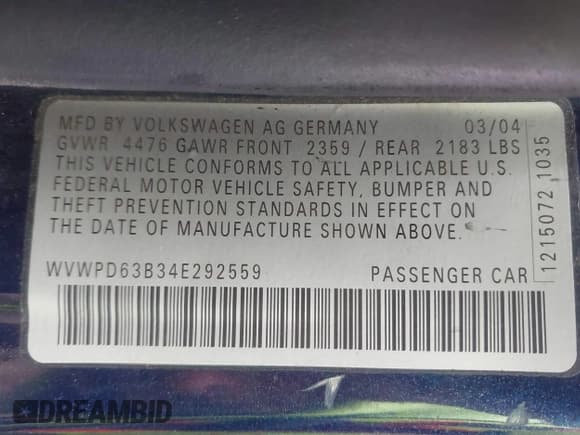 MFD BY VOLKSWAGEN AG GERMANY 03/04
GVWR 4476 GAWR FRONT 2359 / REAR 2183 LBS
THIS VEHICLE CONFORMS TO ALL APPLICABLE U.S.
FEDERAL MOTOR VEHICLE SAFETY, BUMPER AND
THEFT PREVENTION STANDARDS IN EFFECT ON
THE DATE OF MANUFACTURE SHOWN ABOVE.
WVWPD63B34E292559 PASSENGER CAR
1215072 1035
DREAMBID